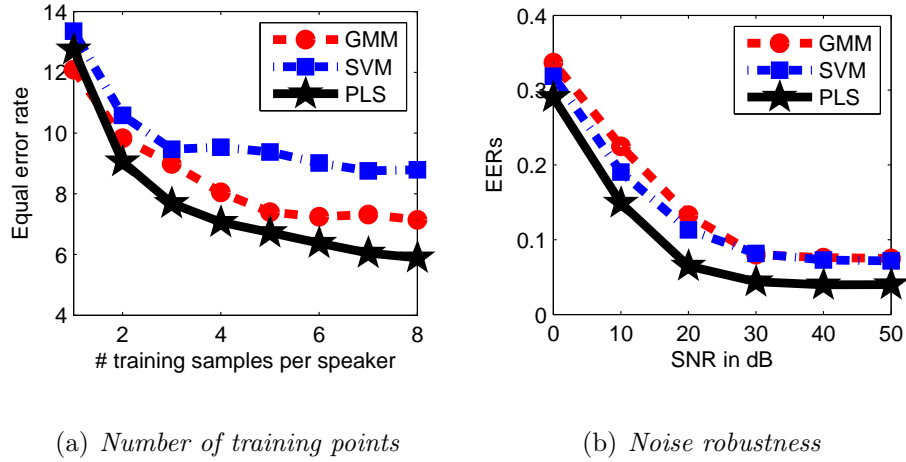 14
12
10
8
6
4
2
4
6
8
Equal error rate
# training samples per speaker
GMM
SVM
PLS
0.4
0.3
0.2
0.1
0
0
10
20
30
40
50
EERs
SNR in dB
GMM
SVM
PLS
(a) Number of training points
(b) Noise robustness